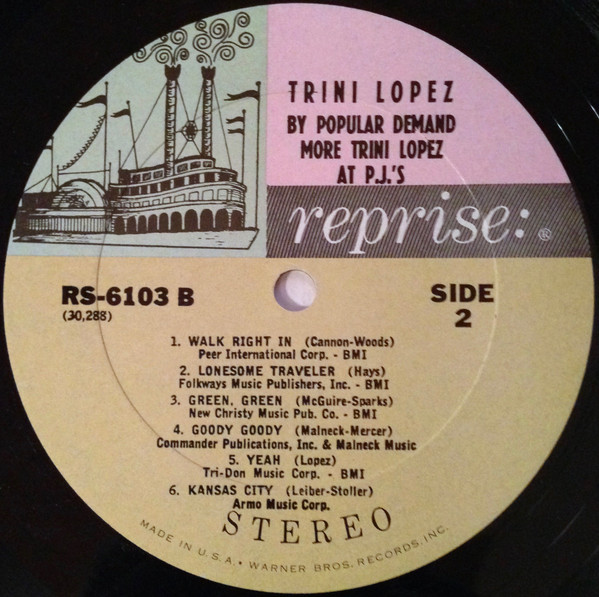 TRINI LOPEZ
BY POPULAR DEMAND
MORE TRINI LOPEZ
AT P.J.'S
reprise: ®
RS-6103 B
(30,288)
SIDE
2
1. WALK RIGHT IN (Cannon-Woods)
Peer International Corp. - BMI
2. LONESOME TRAVELER (Hays)
Folkways Music Publishers, Inc. - BMI
3. GREEN, GREEN (McGuire-Sparks)
New Christy Music Pub. Co. - BMI
4. GOODY GOODY (Malneck-Mercer)
Commander Publications, Inc. & Malneck Music
5. YEAH (Lopez)
Tri-Don Music Corp. - BMI
6. KANSAS CITY (Leiber-Stoller)
Armo Music Corp.
STEREO
MADE IN U.S.A. • WARNER BROS. RECORDS, INC.